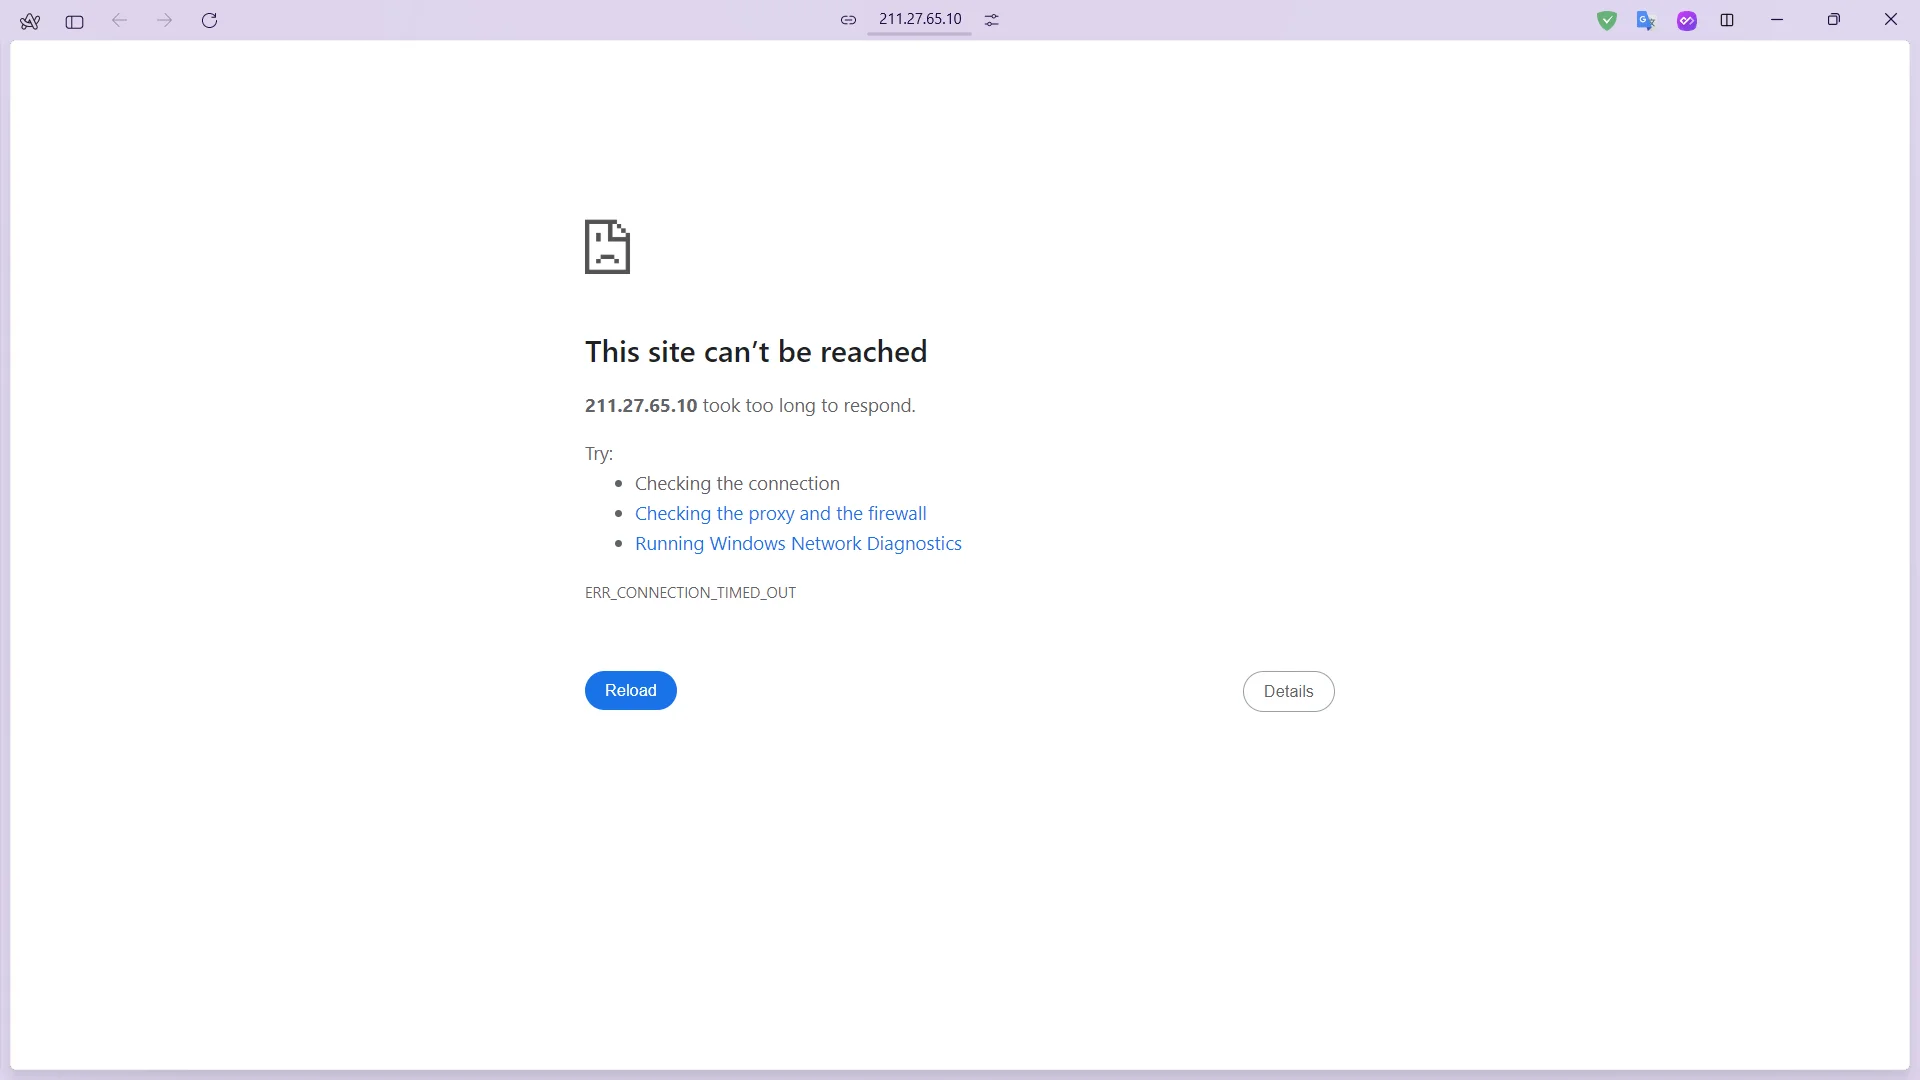 211.27.65.10
This site can’t be reached
211.27.65.10 took too long to respond.
Try:
Checking the connection
Checking the proxy and the firewall
Running Windows Network Diagnostics
ERR_CONNECTION_TIMED_OUT
Reload
Details